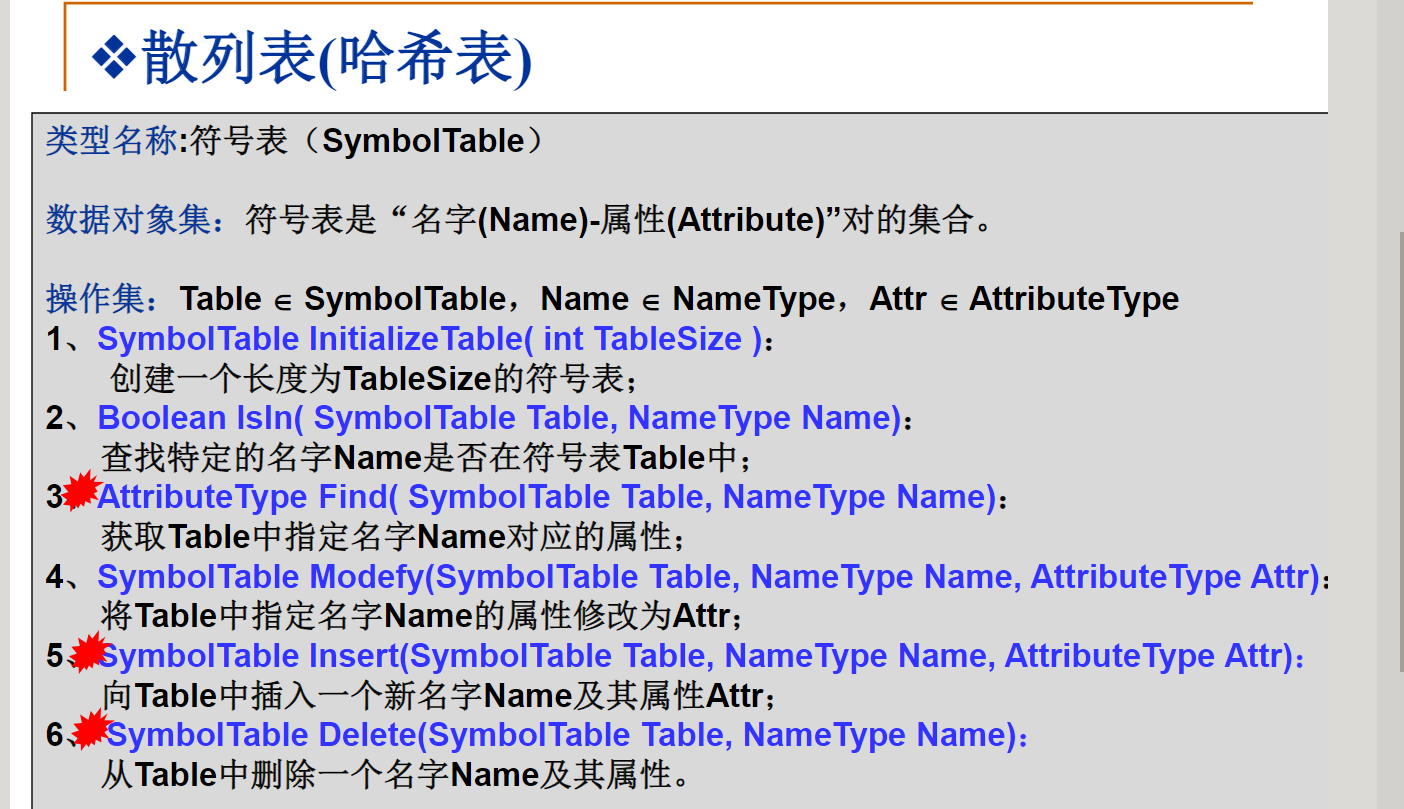 ❖散列表(哈希表)
类型名称:符号表（SymbolTable）
数据对象集：符号表是“名字(Name)-属性(Attribute)”对的集合。
操作集：Table ∈ SymbolTable，Name ∈ NameType，Attr ∈ AttributeType
1、SymbolTable InitializeTable( int TableSize )：
创建一个长度为TableSize的符号表；
2、Boolean IsIn( SymbolTable Table, NameType Name)：
查找特定的名字Name是否在符号表Table中；
3 AttributeType Find( SymbolTable Table, NameType Name)：
获取Table中指定名字Name对应的属性；
4、SymbolTable Modefy(SymbolTable Table, NameType Name, AttributeType Attr)：
将Table中指定名字Name的属性修改为Attr；
5、SymbolTable Insert(SymbolTable Table, NameType Name, AttributeType Attr)：
向Table中插入一个新名字Name及其属性Attr；
6、SymbolTable Delete(SymbolTable Table, NameType Name)：
从Table中删除一个名字Name及其属性。